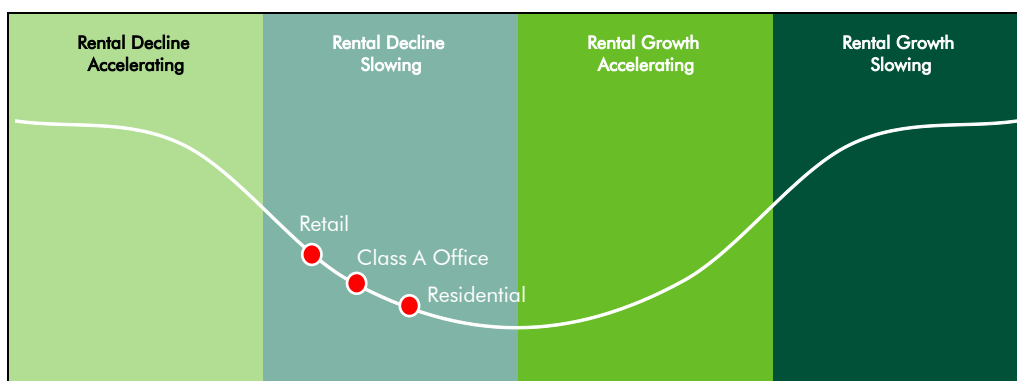 Rental Decline
Accelerating
Rental Decline
Slowing
Rental Growth
Accelerating
Rental Growth
Slowing
Retail
Class A Office
Residential